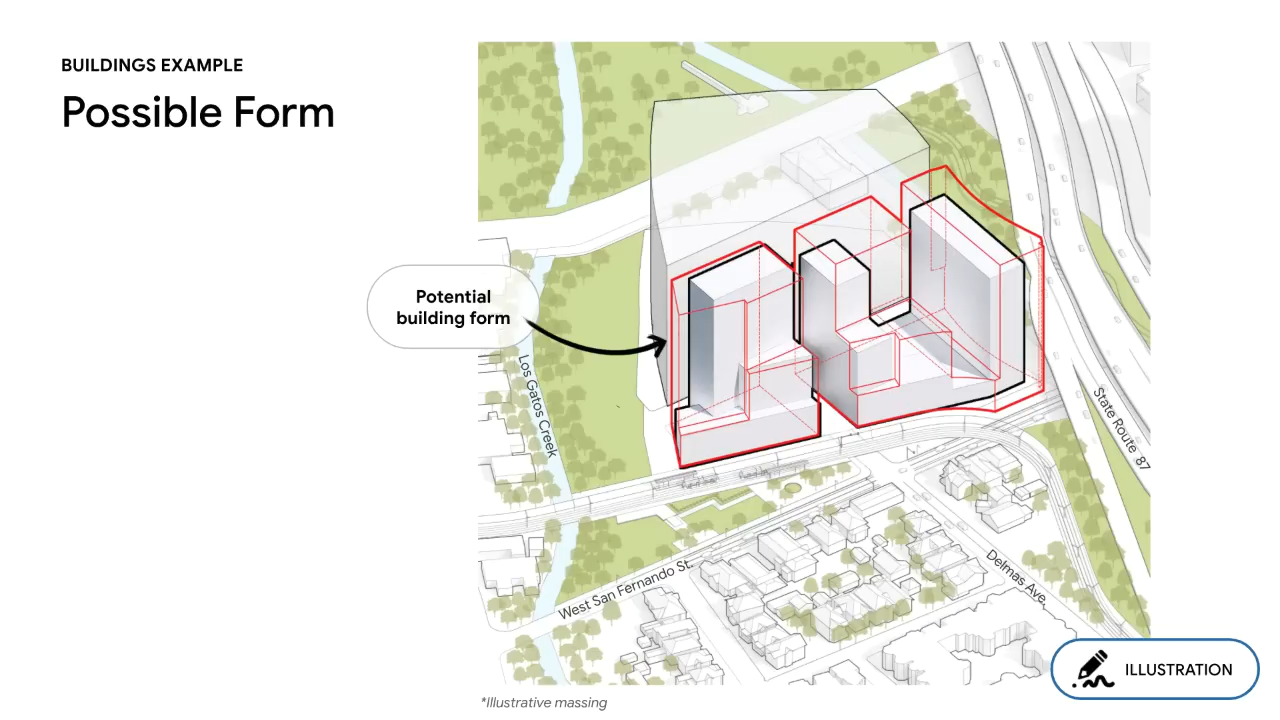 BUILDINGS EXAMPLE
Possible Form
Potential
building form
Los Gatos Creek
State Route 87
West San Fernando St.
Delmas Ave.
ILLUSTRATION
*Illustrative massing